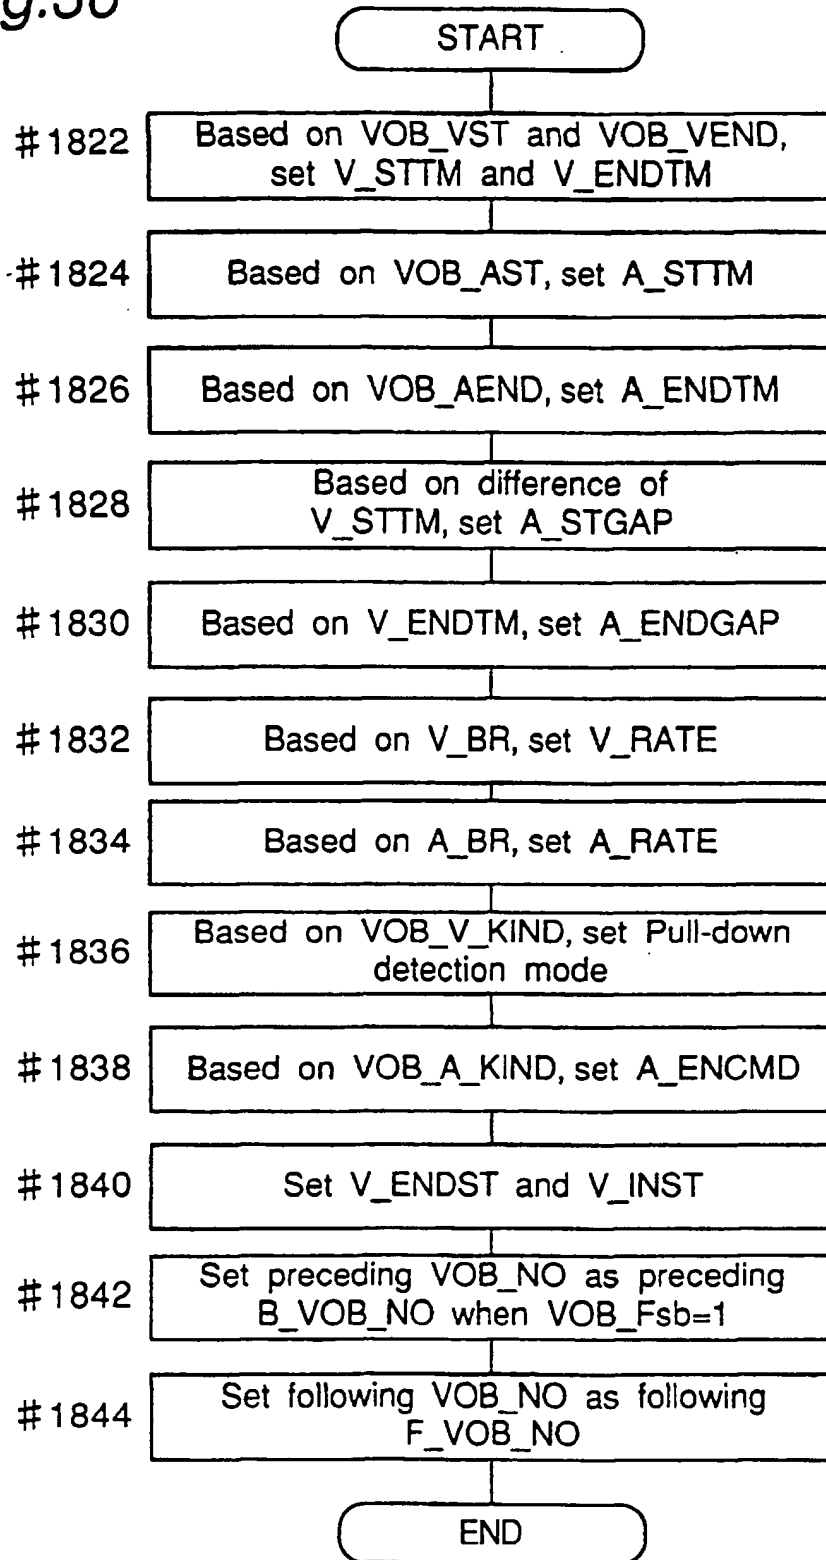 g.50
START
#1822
Based on VOB_VST and VOB_VEND,
set V_STTM and V_ENDTM
#1824
Based on VOB_AST, set A_STTM
#1826
Based on VOB_AEND, set A_ENDTM
#1828
Based on difference of
V_STTM, set A_STGAP
#1830
Based on V_ENDTM, set A_ENDGAP
#1832
Based on V_BR, set V_RATE
#1834
Based on A_BR, set A_RATE
#1836
Based on VOB_V_KIND, set Pull-down
detection mode
#1838
Based on VOB_A_KIND, set A_ENCMD
#1840
Set V_ENDST and V_INST
#1842
Set preceding VOB_NO as preceding
B_VOB_NO when VOB_Fsb=1
#1844
Set following VOB_NO as following
F_VOB_NO
END